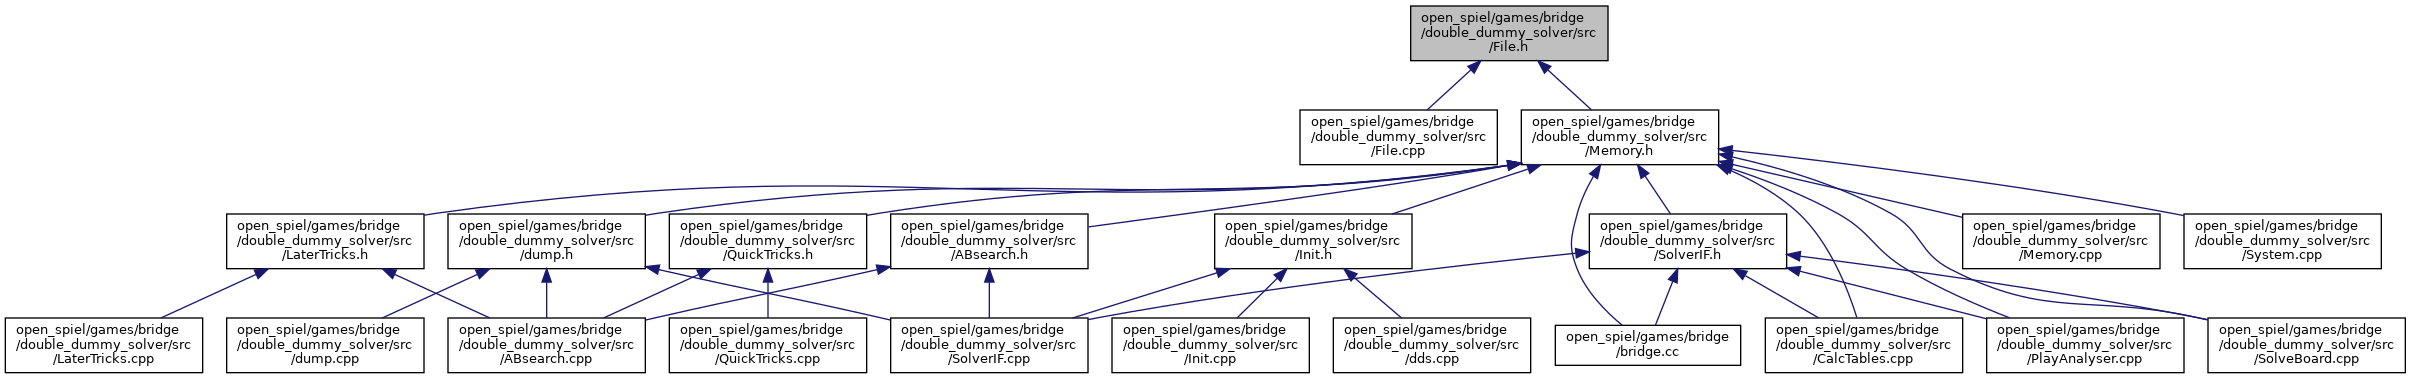 open_spiel/games/bridge
/double_dummy_solver/src
/File.h
open_spiel/games/bridge
/double_dummy_solver/src
/File.cpp
open_spiel/games/bridge
/double_dummy_solver/src
/Memory.h
open_spiel/games/bridge
/double_dummy_solver/src
/LaterTricks.h
open_spiel/games/bridge
/double_dummy_solver/src
/dump.h
open_spiel/games/bridge
/double_dummy_solver/src
/QuickTricks.h
open_spiel/games/bridge
/double_dummy_solver/src
/ABsearch.h
open_spiel/games/bridge
/double_dummy_solver/src
/Init.h
open_spiel/games/bridge
/double_dummy_solver/src
/SolverIF.h
open_spiel/games/bridge
/double_dummy_solver/src
/Memory.cpp
open_spiel/games/bridge
/double_dummy_solver/src
/System.cpp
open_spiel/games/bridge
/double_dummy_solver/src
/LaterTricks.cpp
open_spiel/games/bridge
/double_dummy_solver/src
/dump.cpp
open_spiel/games/bridge
/double_dummy_solver/src
/ABsearch.cpp
open_spiel/games/bridge
/double_dummy_solver/src
/QuickTricks.cpp
open_spiel/games/bridge
/double_dummy_solver/src
/SolverIF.cpp
open_spiel/games/bridge
/double_dummy_solver/src
/Init.cpp
open_spiel/games/bridge
/double_dummy_solver/src
/dds.cpp
open_spiel/games/bridge
/bridge.cc
open_spiel/games/bridge
/double_dummy_solver/src
/CalcTables.cpp
open_spiel/games/bridge
/double_dummy_solver/src
/PlayAnalyser.cpp
open_spiel/games/bridge
/double_dummy_solver/src
/SolveBoard.cpp